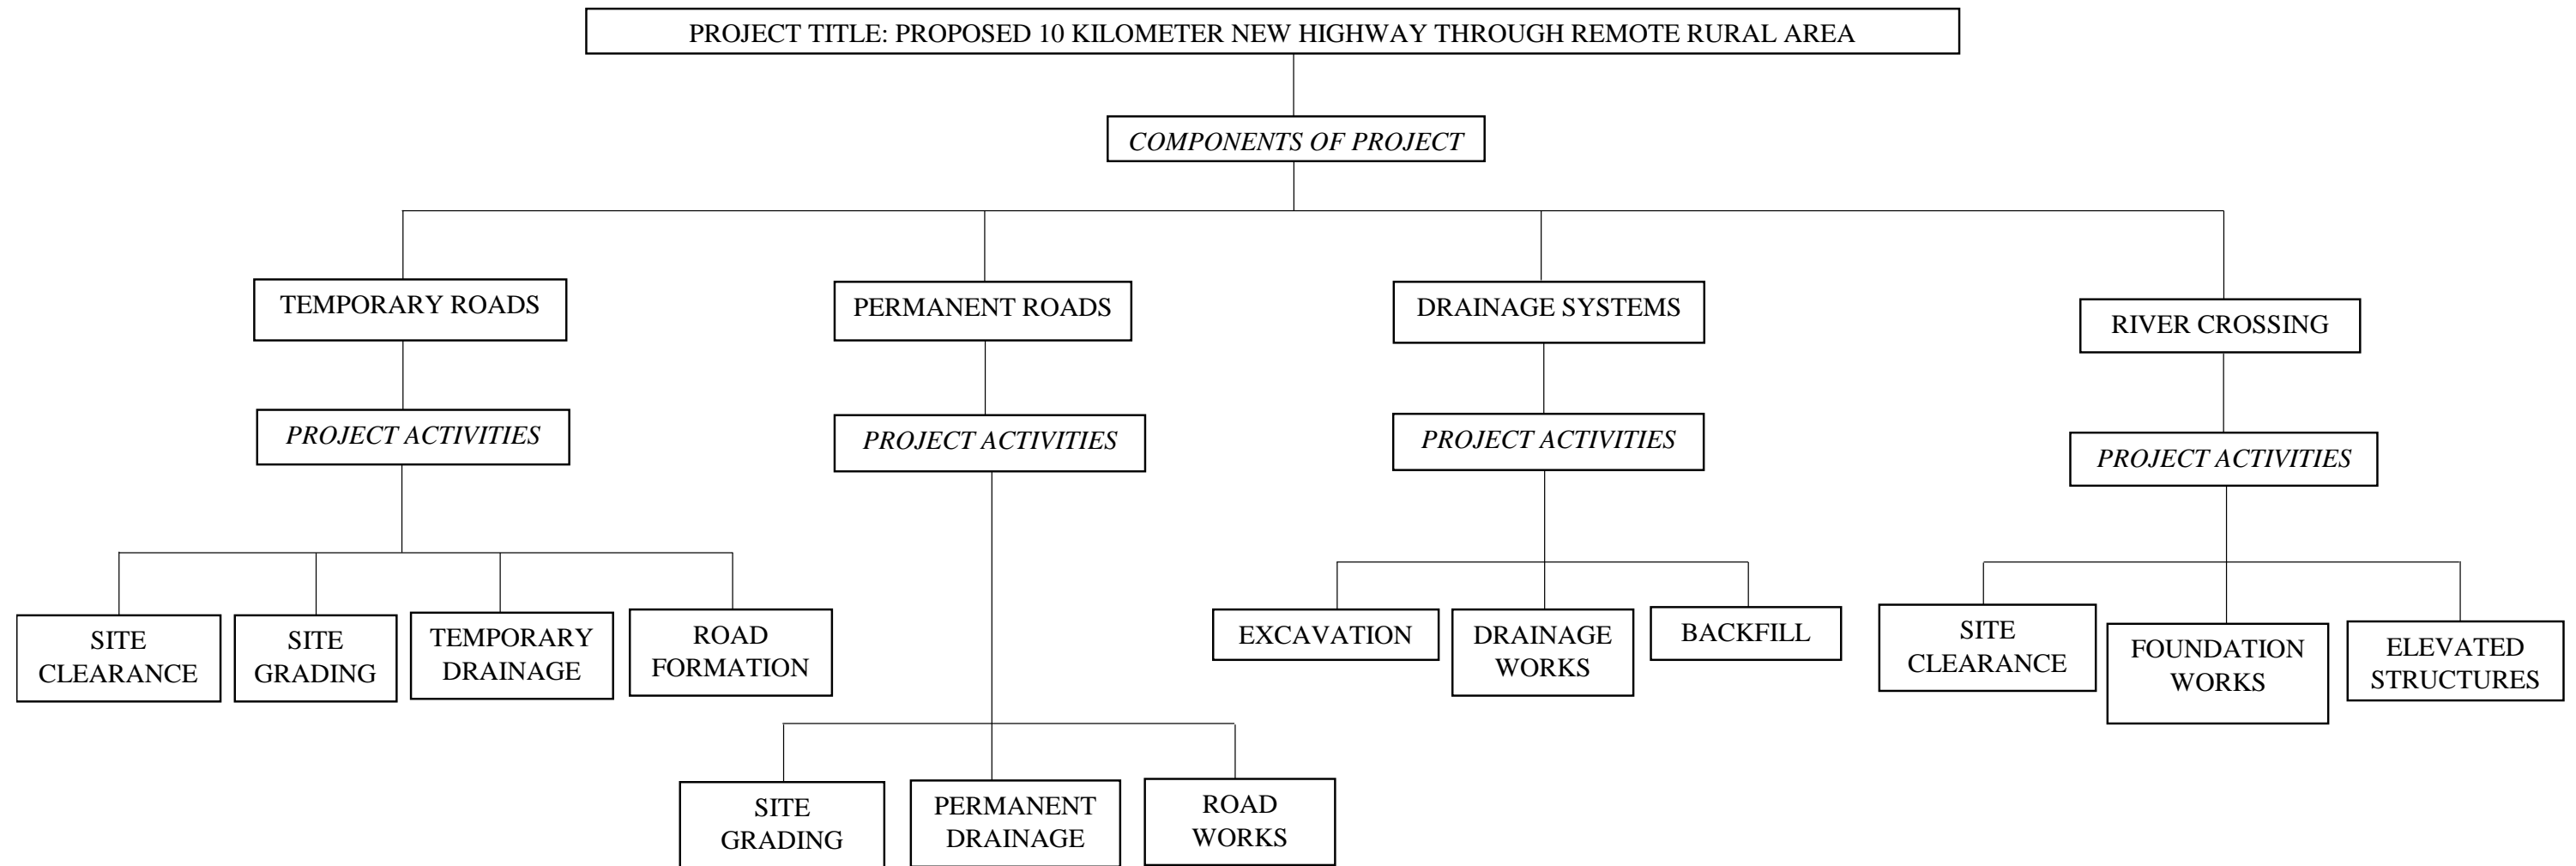 PROJECT TITLE: PROPOSED 10 KILOMETER NEW HIGHWAY THROUGH REMOTE RURAL AREA
COMPONENTS OF PROJECT
TEMPORARY ROADS
PERMANENT ROADS
DRAINAGE SYSTEMS
RIVER CROSSING
PROJECT ACTIVITIES
PROJECT ACTIVITIES
PROJECT ACTIVITIES
PROJECT ACTIVITIES
SITE
CLEARANCE
SITE
GRADING
TEMPORARY
DRAINAGE
ROAD
FORMATION
EXCAVATION
DRAINAGE
WORKS
BACKFILL
SITE
CLEARANCE
FOUNDATION
WORKS
ELEVATED
STRUCTURES
SITE
GRADING
PERMANENT
DRAINAGE
ROAD
WORKS